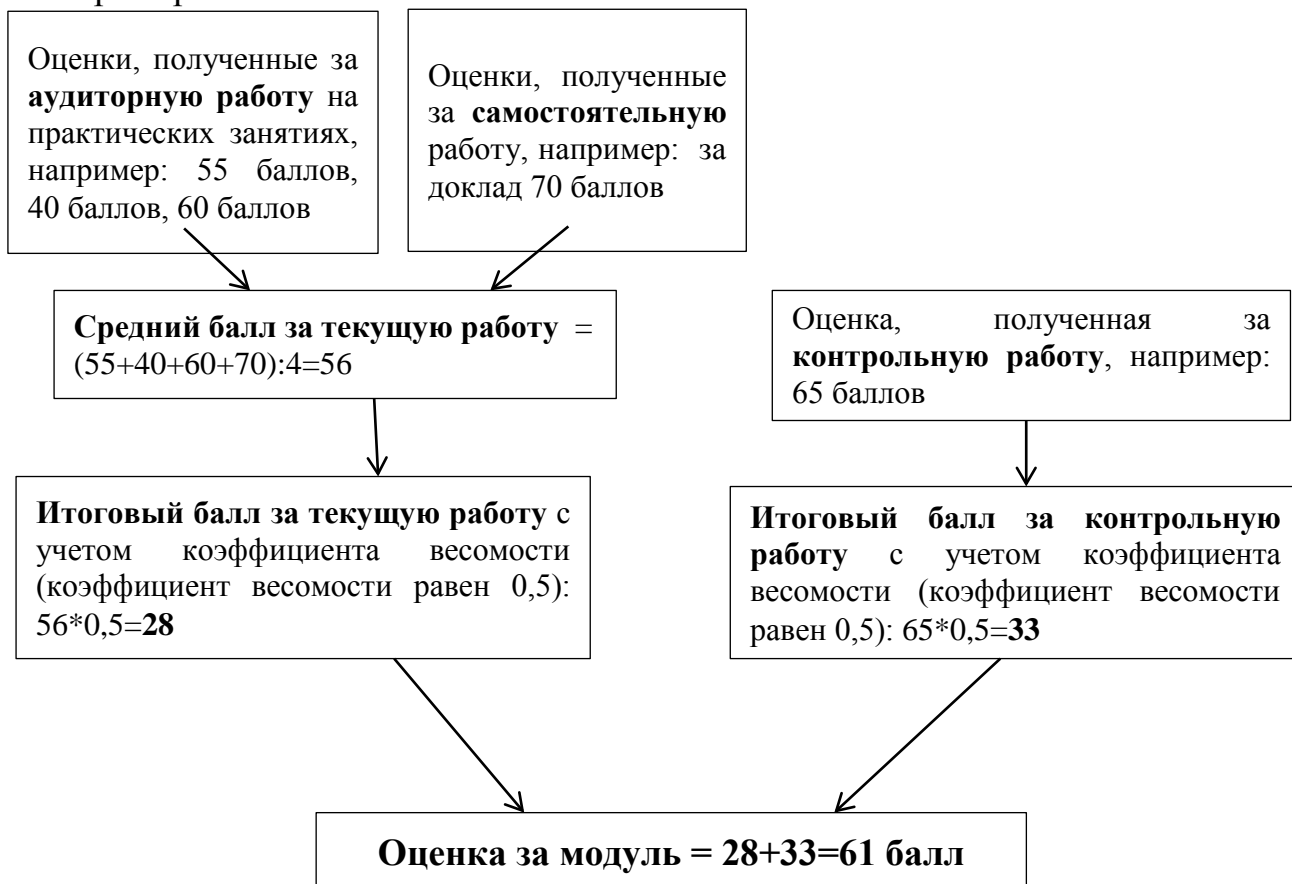 Оценки, полученные за
аудиторную работу на
практических занятиях,
например: 55 баллов,
40 баллов, 60 баллов
Оценки, полученные
за самостоятельную
работу, например: за
доклад 70 баллов
Средний балл за текущую работу =
(55+40+60+70):4=56
Оценка, полученная за
контрольную работу, например:
65 баллов
Итоговый балл за текущую работу с
учетом коэффициента весомости
(коэффициент весомости равен 0,5):
56*0,5=28
Итоговый балл за контрольную
работу с учетом коэффициента
весомости (коэффициент весомости
равен 0,5): 65*0,5=33
Оценка за модуль = 28+33=61 балл